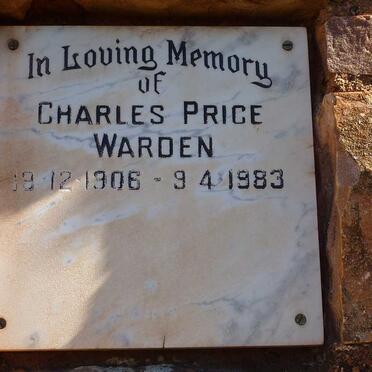 In Loving Memory
of
CHARLES PRICE
WARDEN
19 12 1906 - 9 4 1983